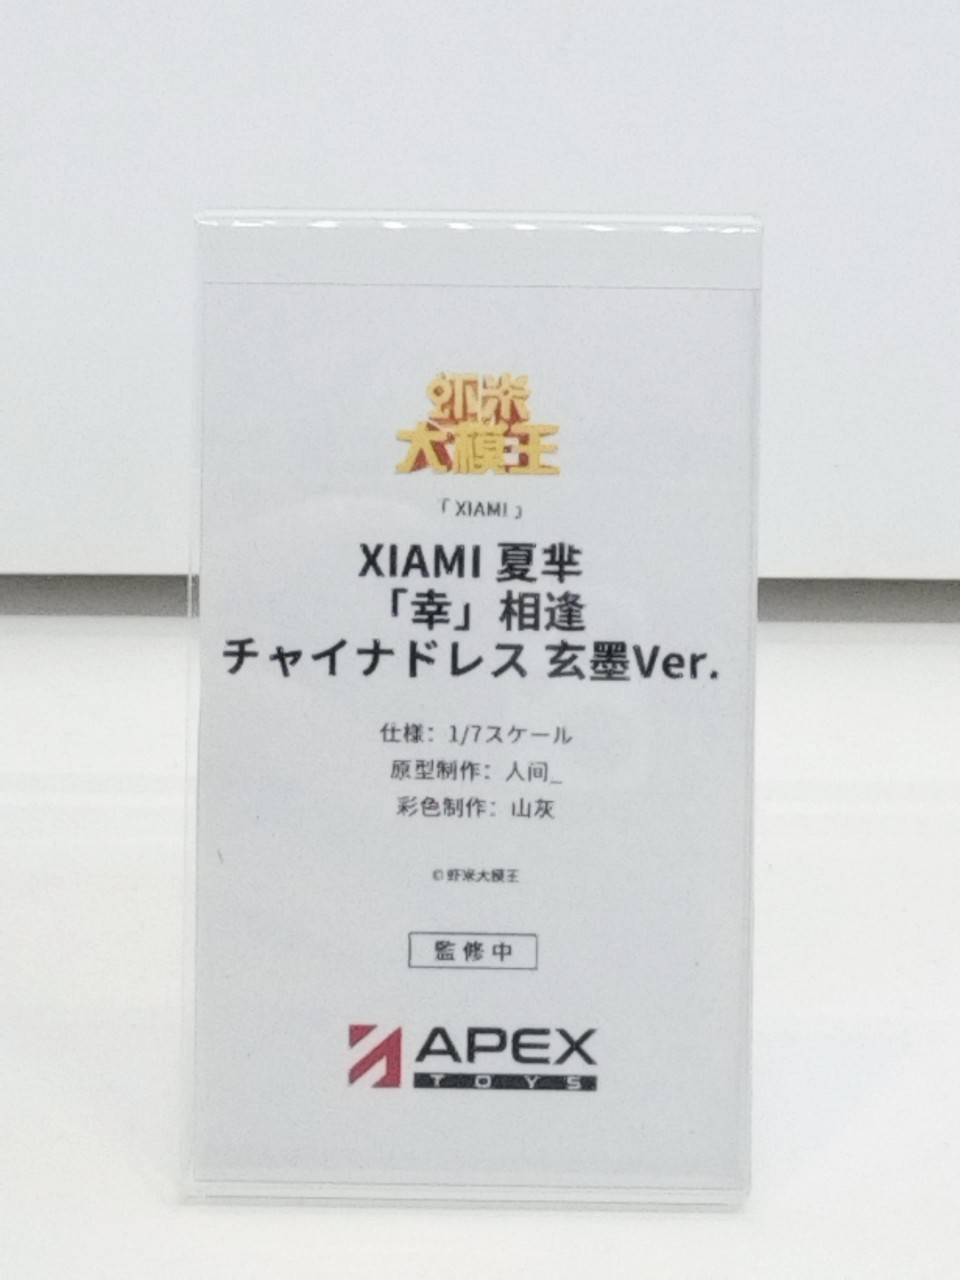 虾米
大模王
「XIAMI」
XIAMI 夏芈
「幸」相逢
チャイナドレス 玄墨Ver.
仕様：1/7スケール
原型制作：人间_
彩色制作：山灰
©虾米大模王
監修中
APEX
TOYS